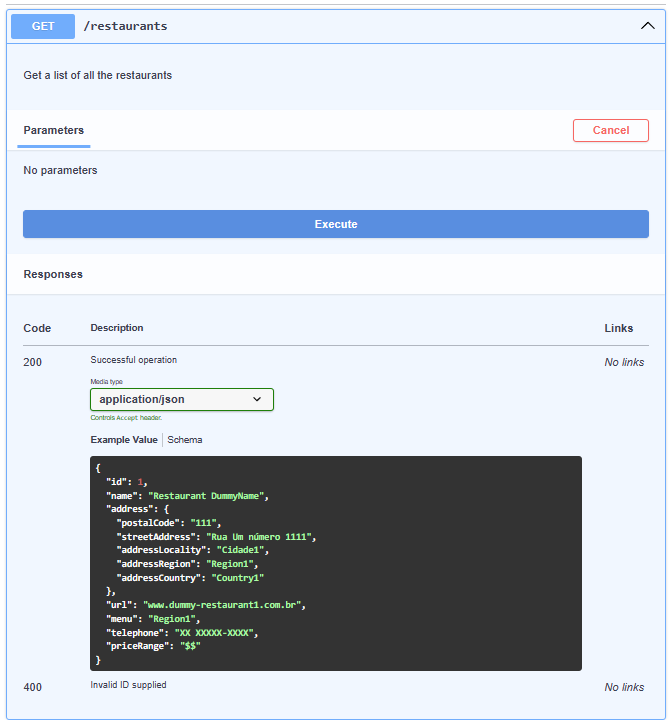 GET /restaurants
Get a list of all the restaurants
Parameters
Cancel
No parameters
Execute
Responses
Code Description Links
200 Successful operation No links
Media type
application/json
Controls Accept header.
Example Value Schema
{
  "id": 1,
  "name": "Restaurant DummyName",
  "address": {
    "postalCode": "111",
    "streetAddress": "Rua Um número 1111",
    "addressLocality": "Cidade1",
    "addressRegion": "Region1",
    "addressCountry": "Country1"
  },
  "url": "www.dummy-restaurant1.com.br",
  "menu": "Region1",
  "telephone": "XX XXXXX-XXXX",
  "priceRange": "$$"
}
400 Invalid ID supplied No links